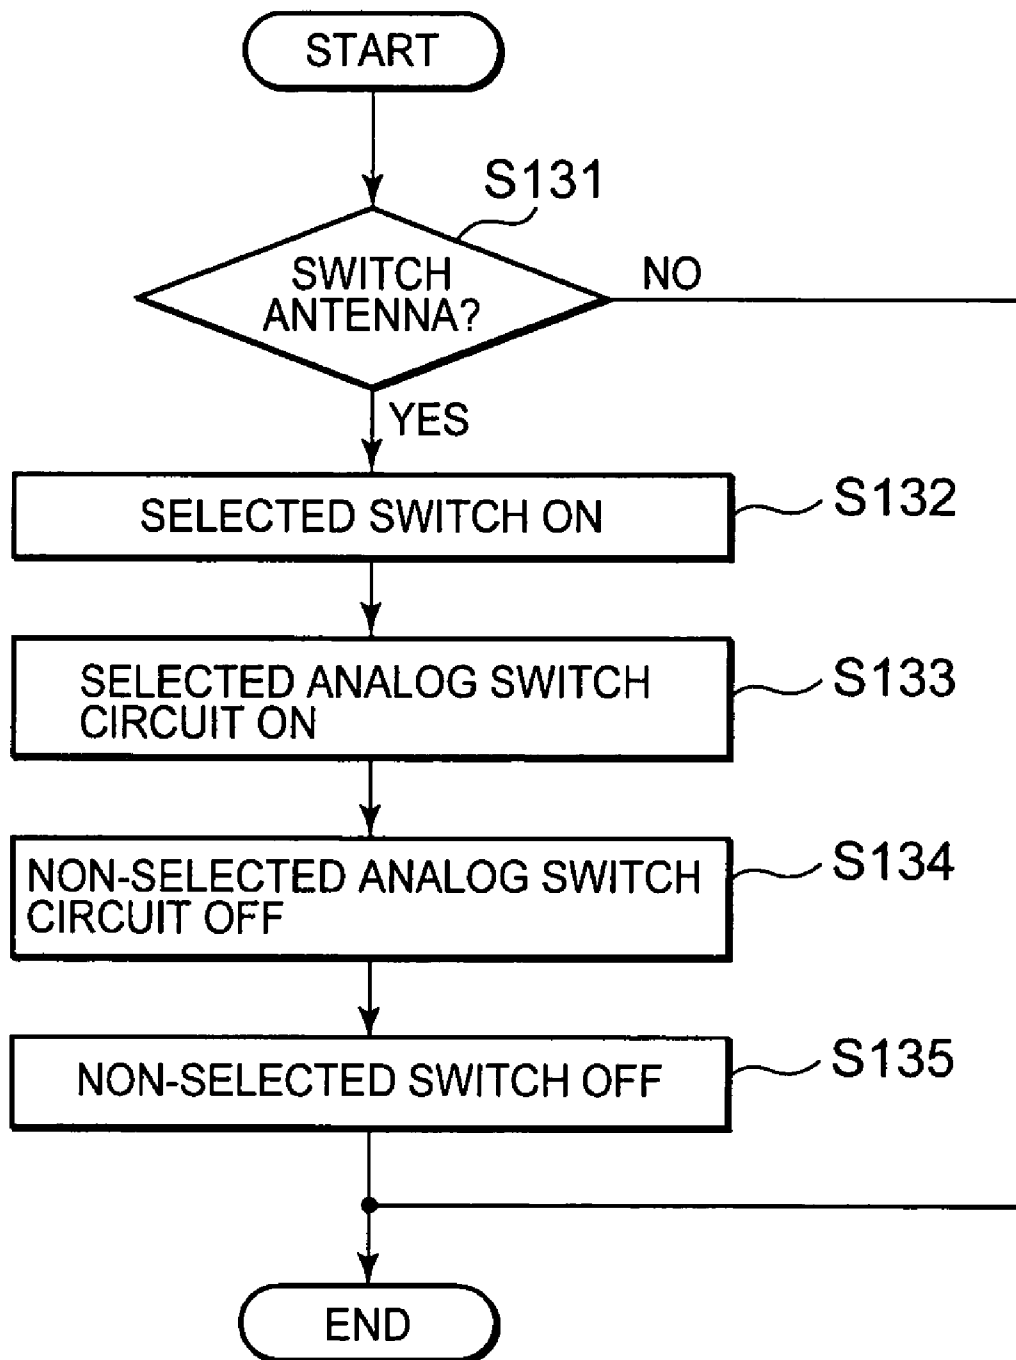 START
S131
SWITCH
ANTENNA?
NO
YES
SELECTED SWITCH ON
S132
SELECTED ANALOG SWITCH
CIRCUIT ON
S133
NON-SELECTED ANALOG SWITCH
CIRCUIT OFF
S134
NON-SELECTED SWITCH OFF
S135
END